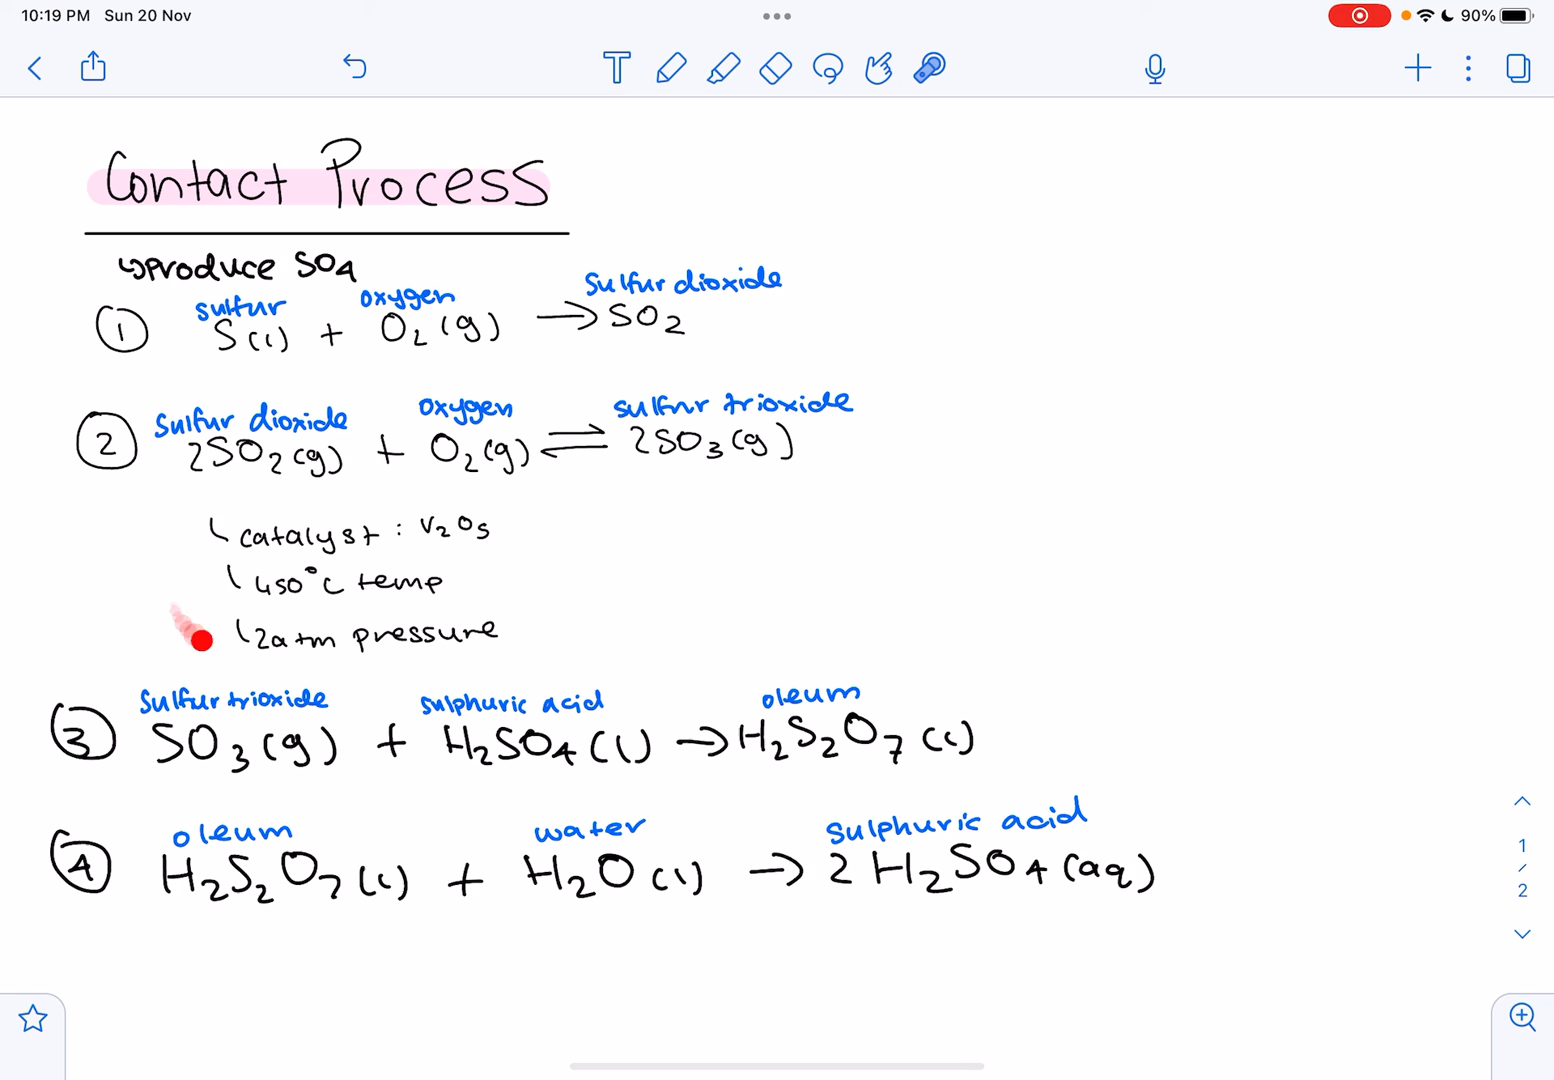 10:19 PM Sun 20 Nov
90%
Contact Process
↳produce SO4
sulfur oxygen sulfur dioxide
① S(l) + O₂(g) → SO₂
sulfur dioxide oxygen sulfur trioxide
② 2SO₂(g) + O₂(g) ⇌ 2SO₃(g)
└ catalyst : V₂O₅
└ 450°C temp
└ 2atm pressure
sulfur trioxide sulphuric acid oleum
③ SO₃(g) + H₂SO₄(l) → H₂S₂O₇(l)
oleum water sulphuric acid
④ H₂S₂O₇(l) + H₂O(l) → 2H₂SO₄(aq)
1
/
2